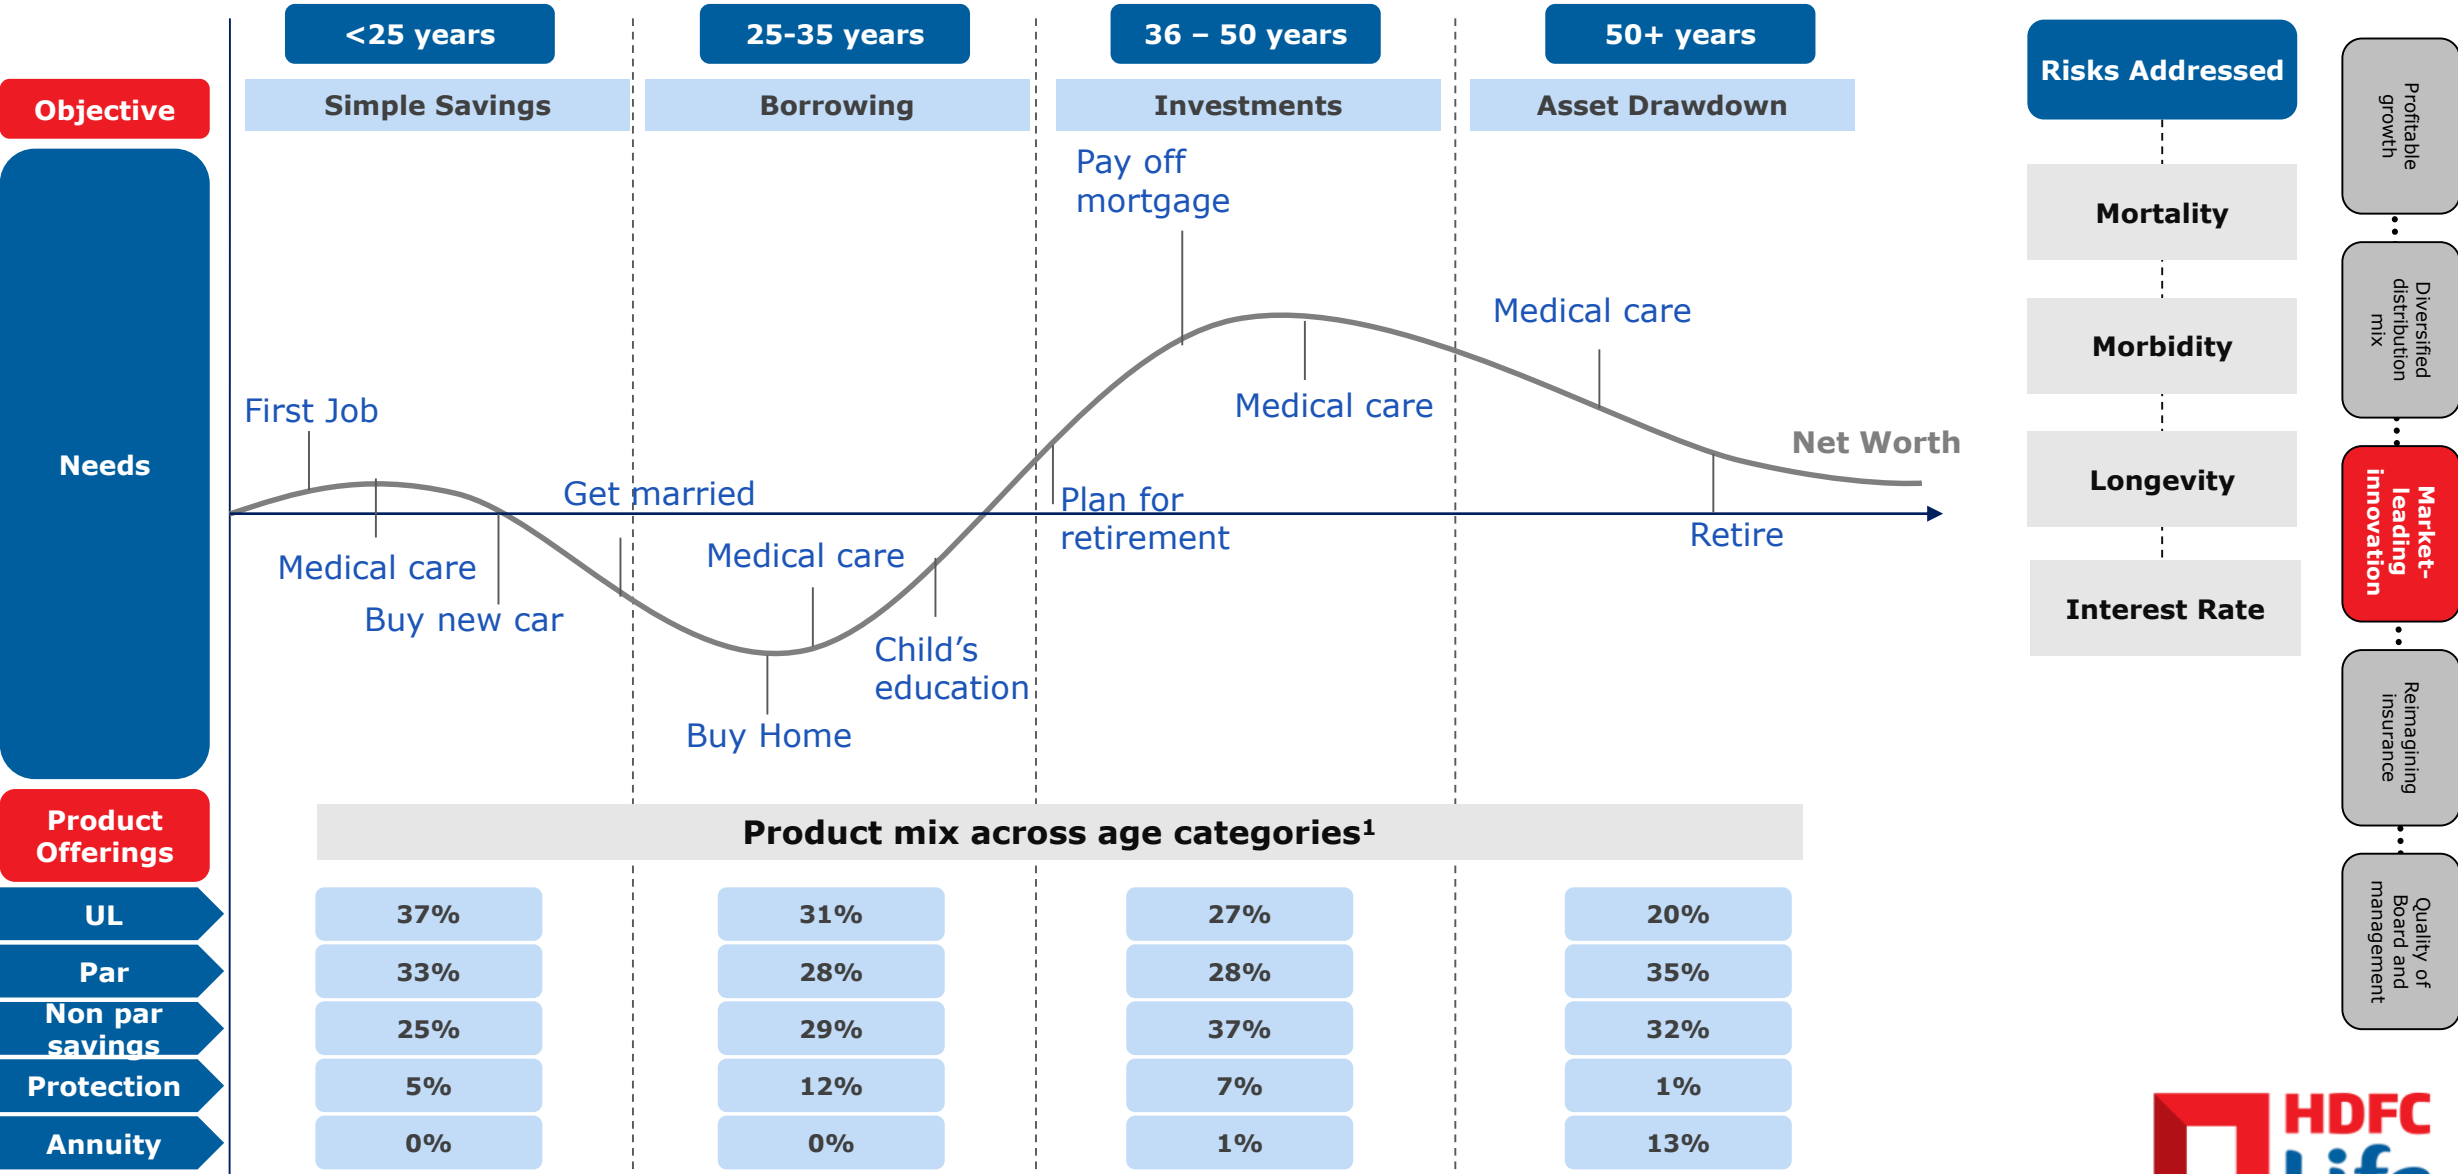 <25 years
25-35 years
36 – 50 years
50+ years
Risks Addressed
Objective
Simple Savings
Borrowing
Investments
Asset Drawdown
Needs
Pay off
mortgage
Medical care
First Job
Medical care
Net Worth
Get married
Plan for
retirement
Medical care
Medical care
Retire
Buy new car
Child’s
education
Buy Home
Mortality
Morbidity
Longevity
Interest Rate
Profitable
growth
Diversified
distribution
mix
Market-
leading
innovation
Reimagining
insurance
Quality of
Board and
management
Product
Offerings
Product mix across age categories¹
UL
37%
31%
27%
20%
Par
33%
28%
28%
35%
Non par
savings
25%
29%
37%
32%
Protection
5%
12%
7%
1%
Annuity
0%
0%
1%
13%
HDFC
Life